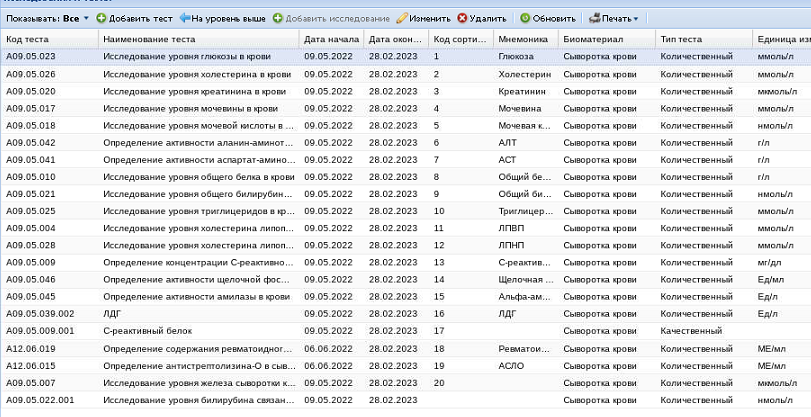 Показывать: Все Добавить тест На уровень выше Добавить исследование Изменить Удалить Обновить Печать
Код теста Наименование теста Дата начала Дата окон... Код сорти... Мнемоника Биоматериал Тип теста Единица из
A09.05.023 Исследование уровня глюкозы в крови 09.05.2022 28.02.2023 1 Глюкоза Сыворотка крови Количественный ммоль/л
A09.05.026 Исследование уровня холестерина в крови 09.05.2022 28.02.2023 2 Холестерин Сыворотка крови Количественный ммоль/л
A09.05.020 Исследование уровня креатинина в крови 09.05.2022 28.02.2023 3 Креатинин Сыворотка крови Количественный мкмоль/л
A09.05.017 Исследование уровня мочевины в крови 09.05.2022 28.02.2023 4 Мочевина Сыворотка крови Количественный ммоль/л
A09.05.018 Исследование уровня мочевой кислоты в ... 09.05.2022 28.02.2023 5 Мочевая к... Сыворотка крови Количественный нмоль/л
A09.05.042 Определение активности аланин-аминот... 09.05.2022 28.02.2023 6 АЛТ Сыворотка крови Количественный г/л
A09.05.041 Определение активности аспартат-амино... 09.05.2022 28.02.2023 7 АСТ Сыворотка крови Количественный г/л
A09.05.010 Исследование уровня общего белка в крови 09.05.2022 28.02.2023 8 Общий бе... Сыворотка крови Количественный г/л
A09.05.021 Исследование уровня общего билирубин... 09.05.2022 28.02.2023 9 Общий би... Сыворотка крови Количественный нмоль/л
A09.05.025 Исследование уровня триглицеридов в кр... 09.05.2022 28.02.2023 10 Триглицер... Сыворотка крови Количественный ммоль/л
A09.05.004 Исследование уровня холестерина липоп... 09.05.2022 28.02.2023 11 ЛПВП Сыворотка крови Количественный ммоль/л
A09.05.028 Исследование уровня холестерина липоп... 09.05.2022 28.02.2023 12 ЛПНП Сыворотка крови Количественный ммоль/л
A09.05.009 Определение концентрации С-реактивно... 09.05.2022 28.02.2023 13 С-реактив... Сыворотка крови Количественный мг/дл
A09.05.046 Определение активности щелочной фос... 09.05.2022 28.02.2023 14 Щелочная ... Сыворотка крови Количественный Ед/мл
A09.05.045 Определение активности амилазы в крови 09.05.2022 28.02.2023 15 Альфа-ам... Сыворотка крови Количественный Ед/л
A09.05.039.002 ЛДГ 09.05.2022 28.02.2023 16 ЛДГ Сыворотка крови Количественный Ед/л
A09.05.009.001 С-реактивный белок 09.05.2022 28.02.2023 17 Сыворотка крови Качественный
A12.06.019 Определение содержания ревматоидног... 06.06.2022 28.02.2023 18 Ревматои... Сыворотка крови Количественный МЕ/мл
A12.06.015 Определение антистрептолизина-О в сыв... 06.06.2022 28.02.2023 19 АСЛО Сыворотка крови Количественный МЕ/мл
A09.05.007 Исследование уровня железа сыворотки к... 09.05.2022 28.02.2023 20 Сыворотка крови Количественный мкмоль/л
A09.05.022.001 Исследование уровня билирубина связан... 09.05.2022 28.02.2023 Сыворотка крови Количественный нмоль/л